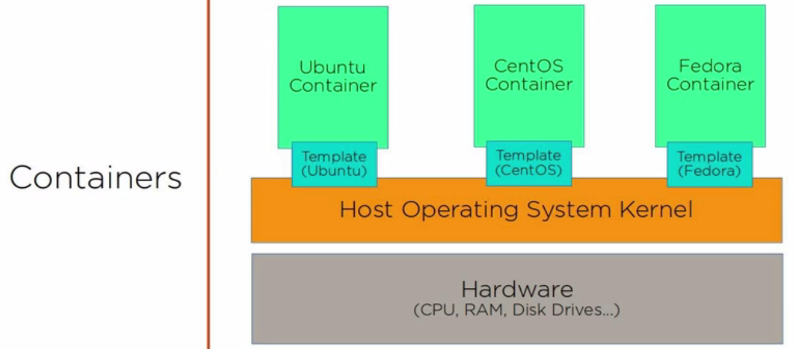 Containers
Ubuntu
Container
CentOS
Container
Fedora
Container
Template
(Ubuntu)
Template
(CentOS)
Template
(Fedora)
Host Operating System Kernel
Hardware
(CPU, RAM, Disk Drives...)